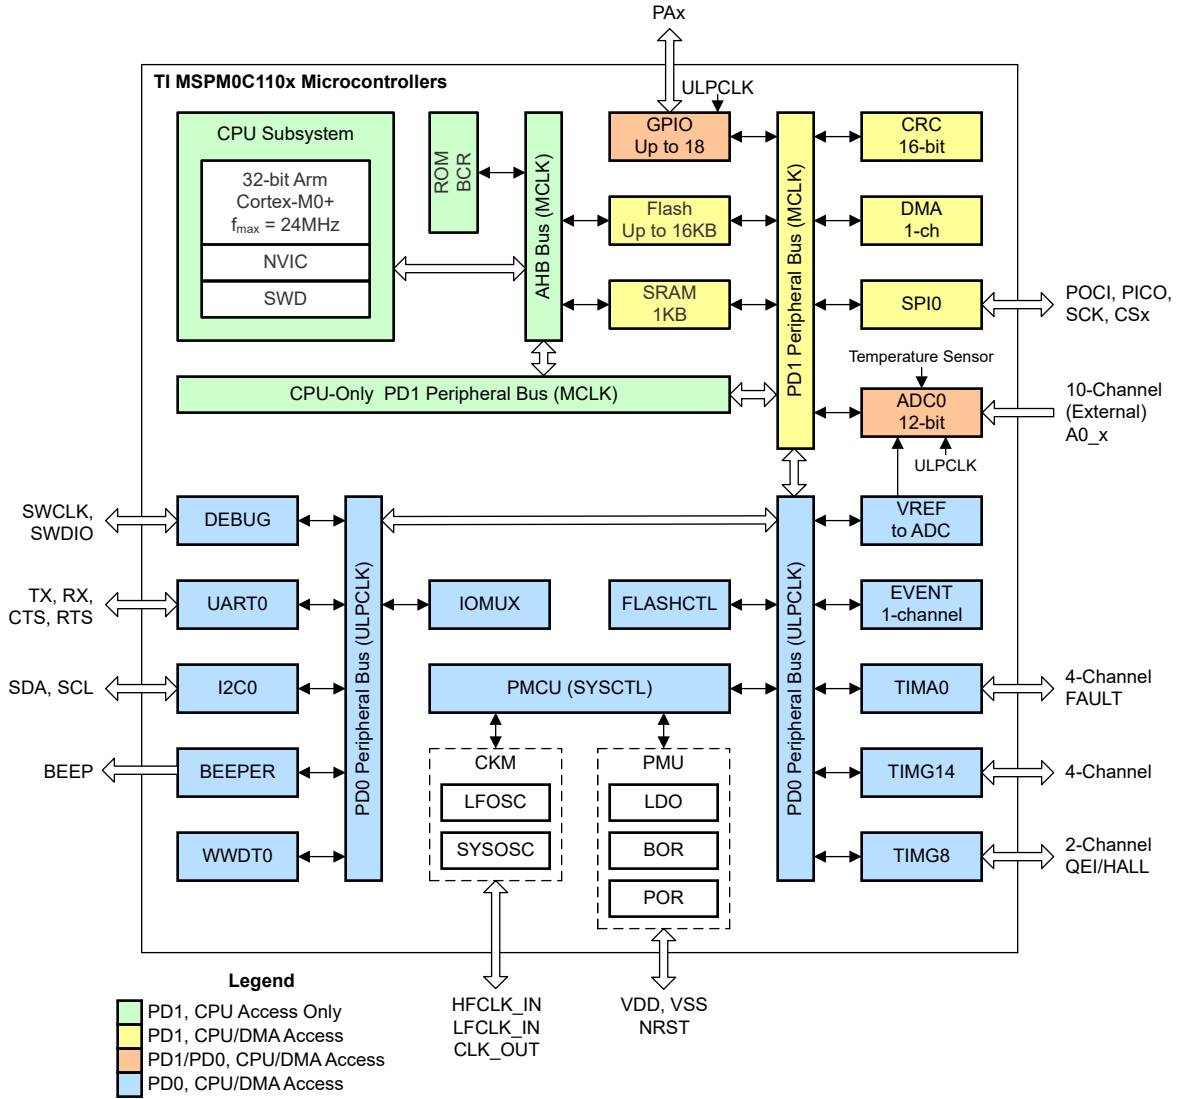 PAx
TI MSPM0C110x Microcontrollers
ULPCLK
CPU Subsystem
32-bit Arm
Cortex-M0+
fmax = 24MHz
NVIC
SWD
ROM
BCR
AHB Bus (MCLK)
GPIO
Up to 18
Flash
Up to 16KB
SRAM
1KB
PD1 Peripheral Bus (MCLK)
CRC
16-bit
DMA
1-ch
SPI0
POCI, PICO,
SCK, CSx
Temperature Sensor
CPU-Only PD1 Peripheral Bus (MCLK)
ADC0
12-bit
10-Channel
(External)
A0_x
ULPCLK
SWCLK,
SWDIO
DEBUG
PD0 Peripheral Bus (ULPCLK)
PD0 Peripheral Bus (ULPCLK)
VREF
to ADC
TX, RX,
CTS, RTS
UART0
IOMUX
FLASHCTL
EVENT
1-channel
SDA, SCL
I2C0
PMCU (SYSCTL)
TIMA0
4-Channel
FAULT
BEEP
BEEPER
CKM
LFOSC
SYSOSC
PMU
LDO
BOR
POR
TIMG14
4-Channel
WWDT0
TIMG8
2-Channel
QEI/HALL
HFCLK_IN
LFCLK_IN
CLK_OUT
VDD, VSS
NRST
Legend
PD1, CPU Access Only
PD1, CPU/DMA Access
PD1/PD0, CPU/DMA Access
PD0, CPU/DMA Access